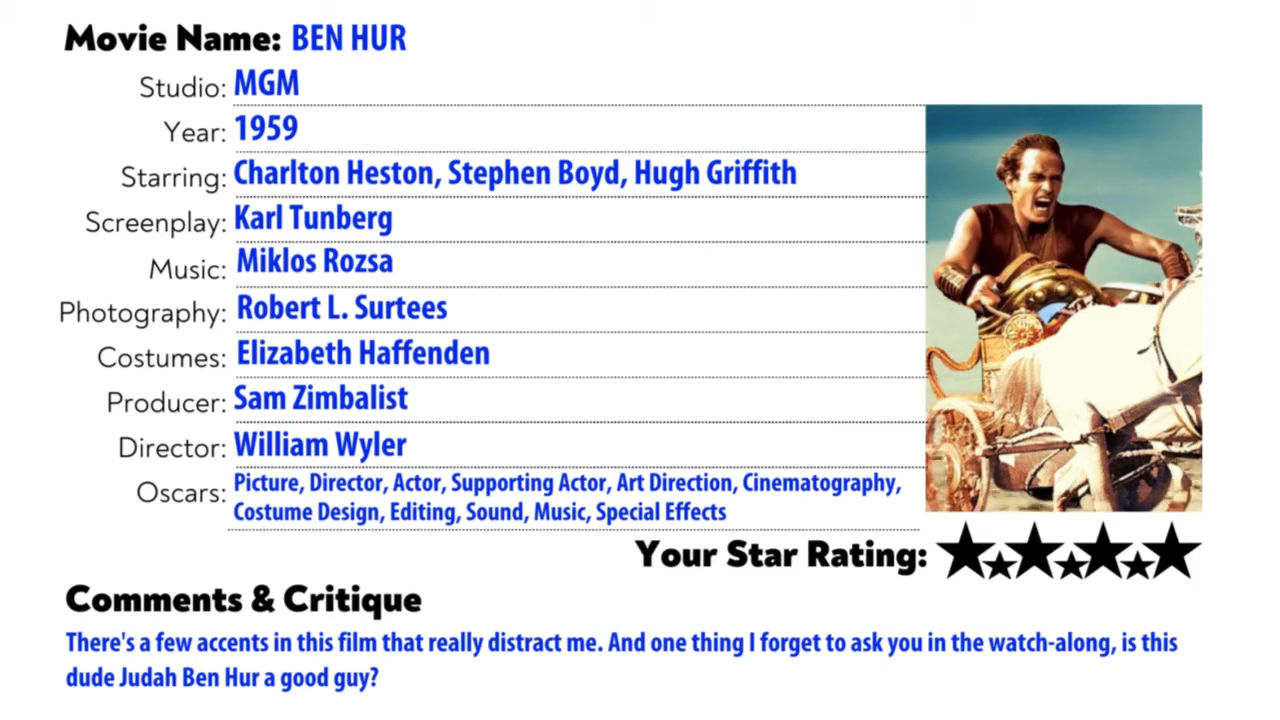 Movie Name: BEN HUR
Studio: MGM
Year: 1959
Starring: Charlton Heston, Stephen Boyd, Hugh Griffith
Screenplay: Karl Tunberg
Music: Miklos Rozsa
Photography: Robert L. Surtees
Costumes: Elizabeth Haffenden
Producer: Sam Zimbalist
Director: William Wyler
Oscars: Picture, Director, Actor, Supporting Actor, Art Direction, Cinematography,
Costume Design, Editing, Sound, Music, Special Effects
Your Star Rating:
Comments & Critique
There's a few accents in this film that really distract me. And one thing I forget to ask you in the watch-along, is this
dude Judah Ben Hur a good guy?